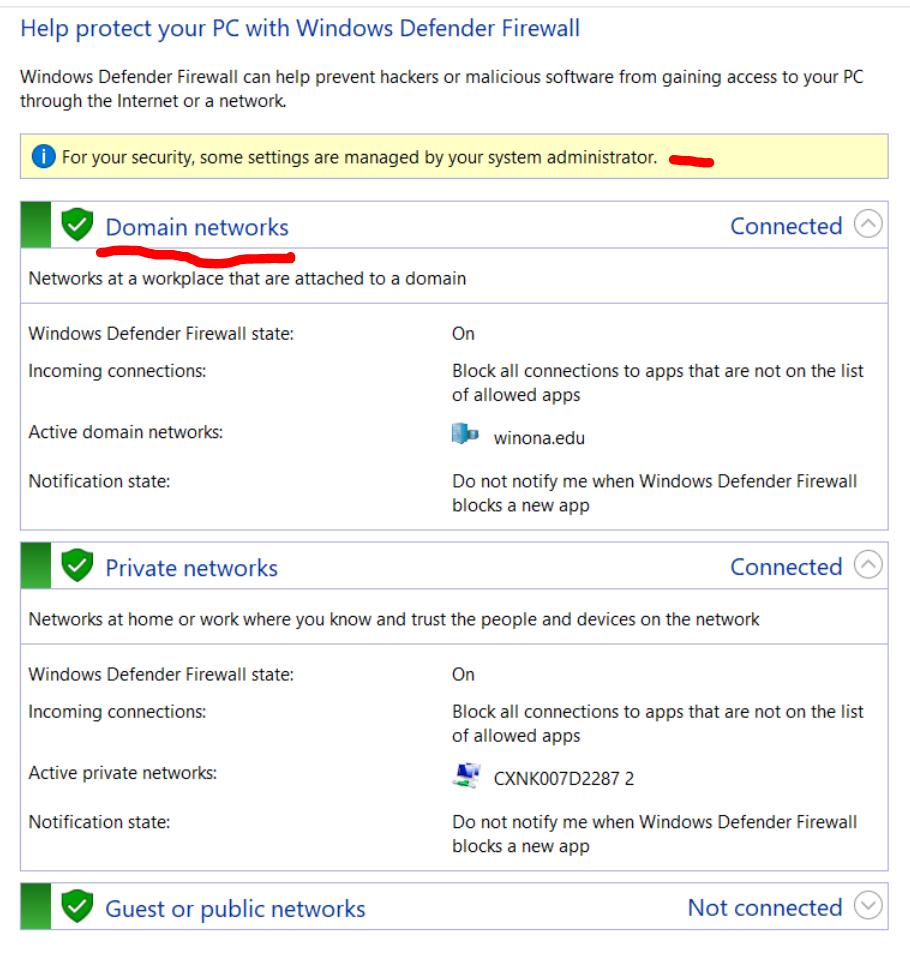 Help protect your PC with Windows Defender Firewall
Windows Defender Firewall can help prevent hackers or malicious software from gaining access to your PC
through the Internet or a network.
For your security, some settings are managed by your system administrator.
Domain networks Connected
Networks at a workplace that are attached to a domain
Windows Defender Firewall state: On
Incoming connections: Block all connections to apps that are not on the list
of allowed apps
Active domain networks: winona.edu
Notification state: Do not notify me when Windows Defender Firewall
blocks a new app
Private networks Connected
Networks at home or work where you know and trust the people and devices on the network
Windows Defender Firewall state: On
Incoming connections: Block all connections to apps that are not on the list
of allowed apps
Active private networks: CXNK007D2287 2
Notification state: Do not notify me when Windows Defender Firewall
blocks a new app
Guest or public networks Not connected